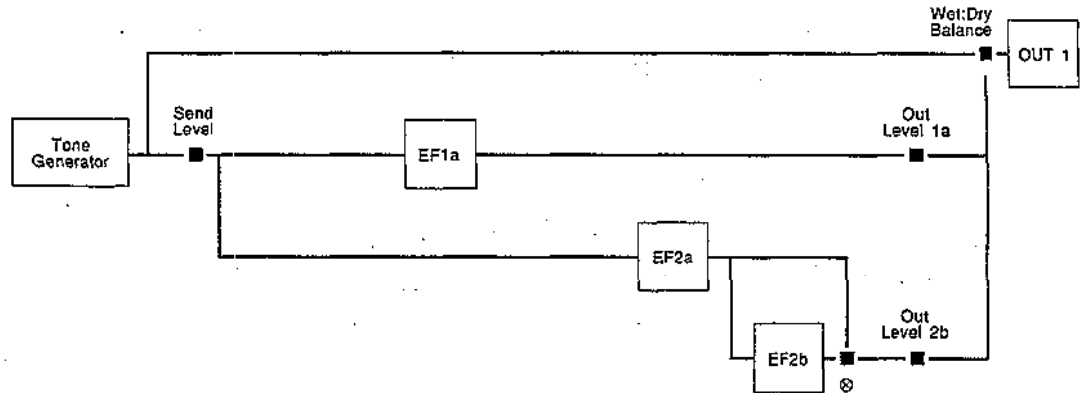 Wet:Dry
Balance
OUT 1
Send
Level
Out
Level 1a
Tone
Generator
EF1a
EF2a
Out
Level 2b
EF2b